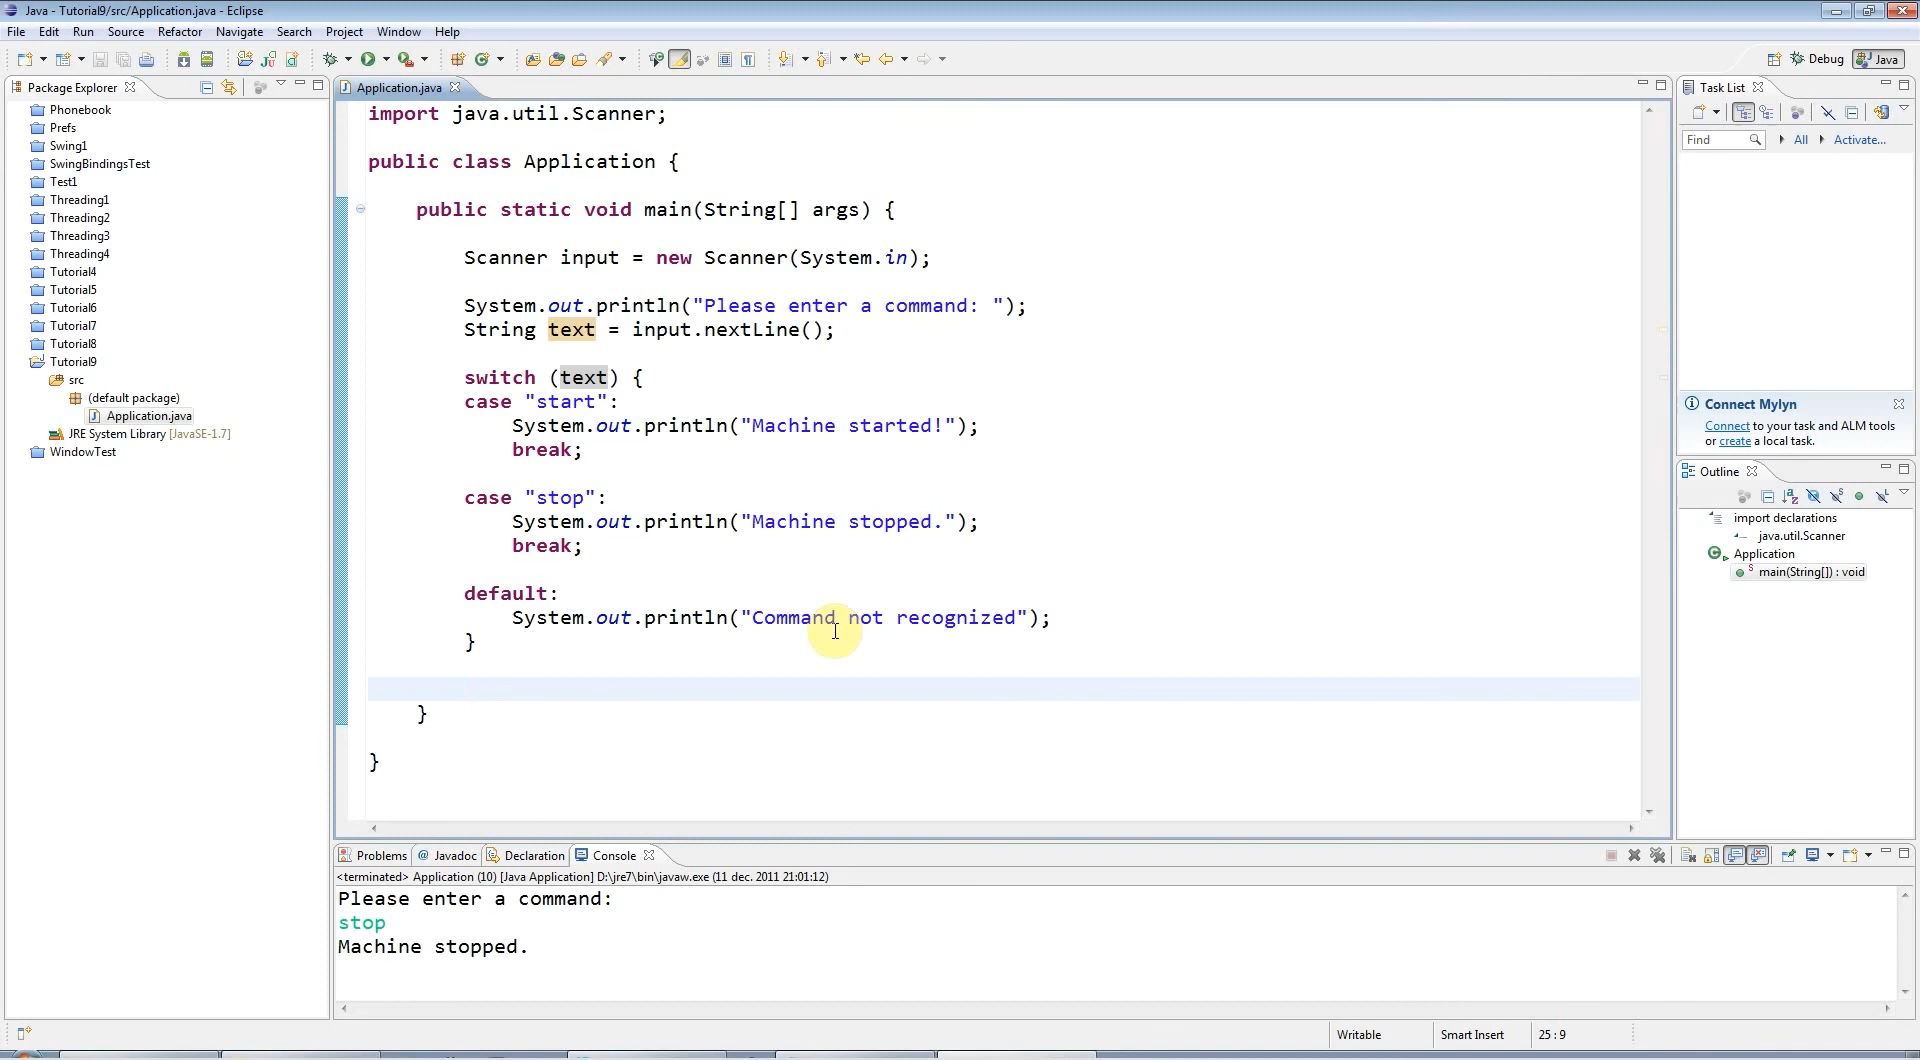 Java - Tutorial9/src/Application.java - Eclipse
File Edit Run Source Refactor Navigate Search Project Window Help
Debug Java
Package Explorer
Phonebook
Prefs
Swing1
SwingBindingsTest
Test1
Threading1
Threading2
Threading3
Threading4
Tutorial4
Tutorial5
Tutorial6
Tutorial7
Tutorial8
Tutorial9
src
(default package)
Application.java
JRE System Library [JavaSE-1.7]
WindowTest
Application.java
import java.util.Scanner;
public class Application {
public static void main(String[] args) {
Scanner input = new Scanner(System.in);
System.out.println("Please enter a command: ");
String text = input.nextLine();
switch (text) {
case "start":
System.out.println("Machine started!");
break;
case "stop":
System.out.println("Machine stopped.");
break;
default:
System.out.println("Command not recognized");
}
}
}
Task List
Find All Activate...
Connect Mylyn
Connect to your task and ALM tools
or create a local task.
Outline
import declarations
java.util.Scanner
Application
main(String[]) : void
Problems Javadoc Declaration Console
<terminated> Application (10) [Java Application] D:\jre7\bin\javaw.exe (11 dec. 2011 21:01:12)
Please enter a command:
stop
Machine stopped.
Writable Smart Insert 25 : 9